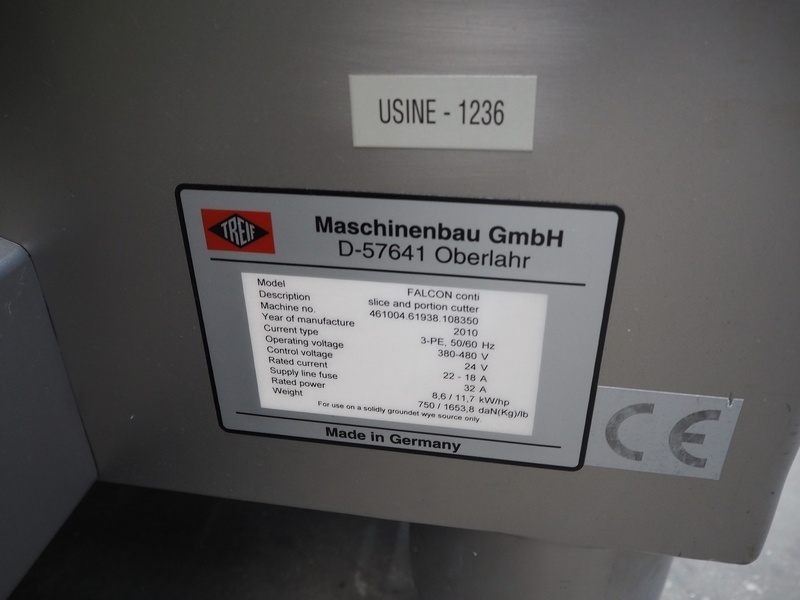 USINE - 1236
TREIF
Maschinenbau GmbH
D-57641 Oberlahr
Model FALCON conti
Description slice and portion cutter
Machine no. 461004.61938.108350
Year of manufacture 2010
Current type 3-PE, 50/60 Hz
Operating voltage 380-480 V
Control voltage 24 V
Rated current 22 - 18 A
Supply line fuse 32 A
Rated power 8,6 / 11,7 kW/hp
Weight 750 / 1653,8 daN(Kg)/lb
For use on a solidly groundet wye source only.
Made in Germany
CE